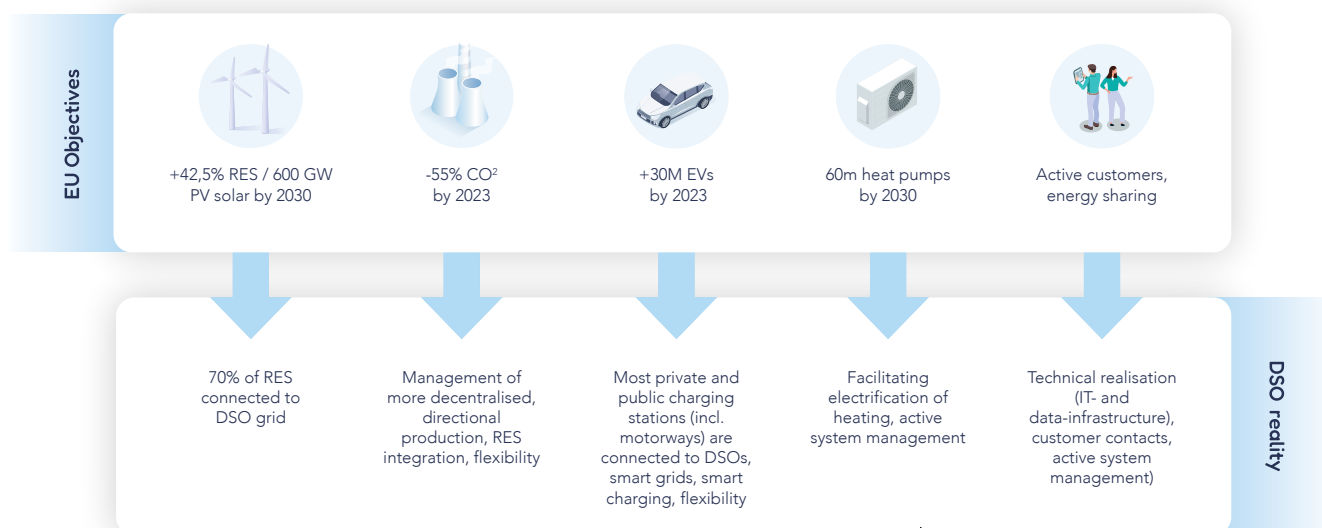 EU Objectives
+42,5% RES / 600 GW
PV solar by 2030
-55% CO²
by 2023
+30M EVs
by 2023
60m heat pumps
by 2030
Active customers,
energy sharing
70% of RES
connected to
DSO grid
Management of
more decentralised,
directional
production, RES
integration, flexibility
Most private and
public charging
stations (incl.
motorways) are
connected to DSOs,
smart grids, smart
charging, flexibility
Facilitating
electrification of
heating, active
system management
Technical realisation
(IT- and
data-infrastructure),
customer contacts,
active system
management)
DSO reality